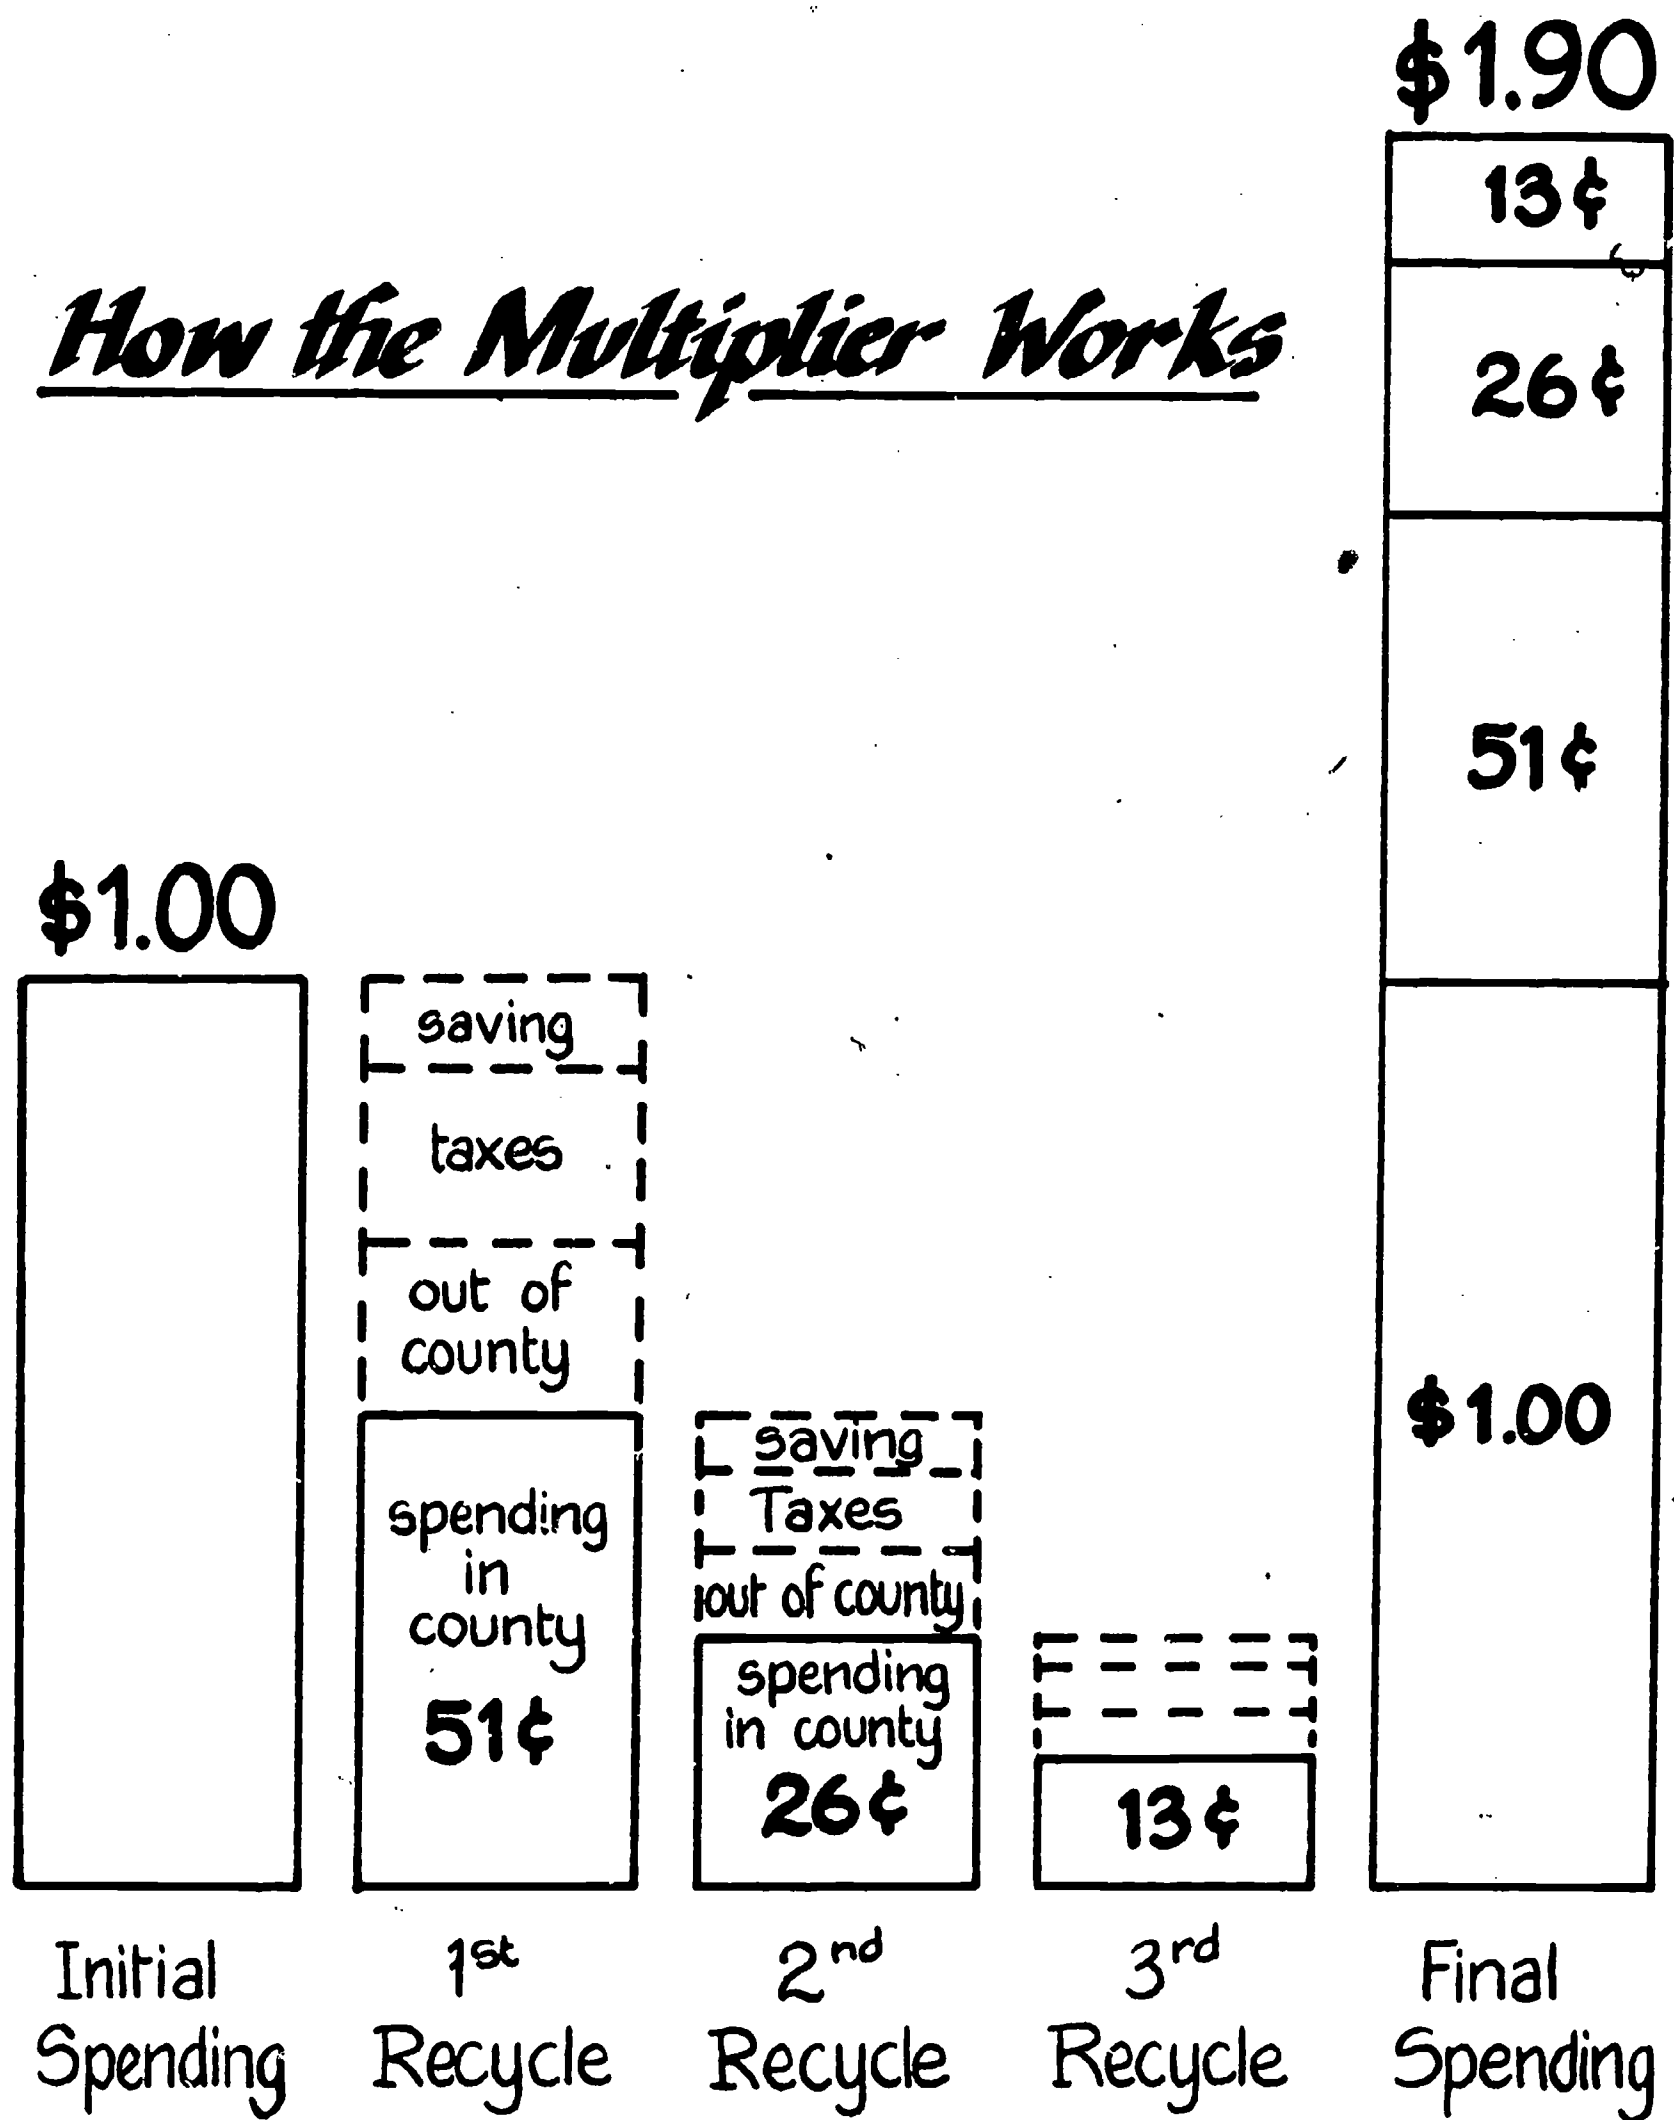 $1.90
13¢
26¢
51¢
$1.00
How the Multiplier Works
$1.00
saving
taxes
out of
county
spending
in
county
51¢
saving
Taxes
out of county
spending
in county
26¢
13¢
Initial
Spending
1st
Recycle
2nd
Recycle
3rd
Recycle
Final
Spending